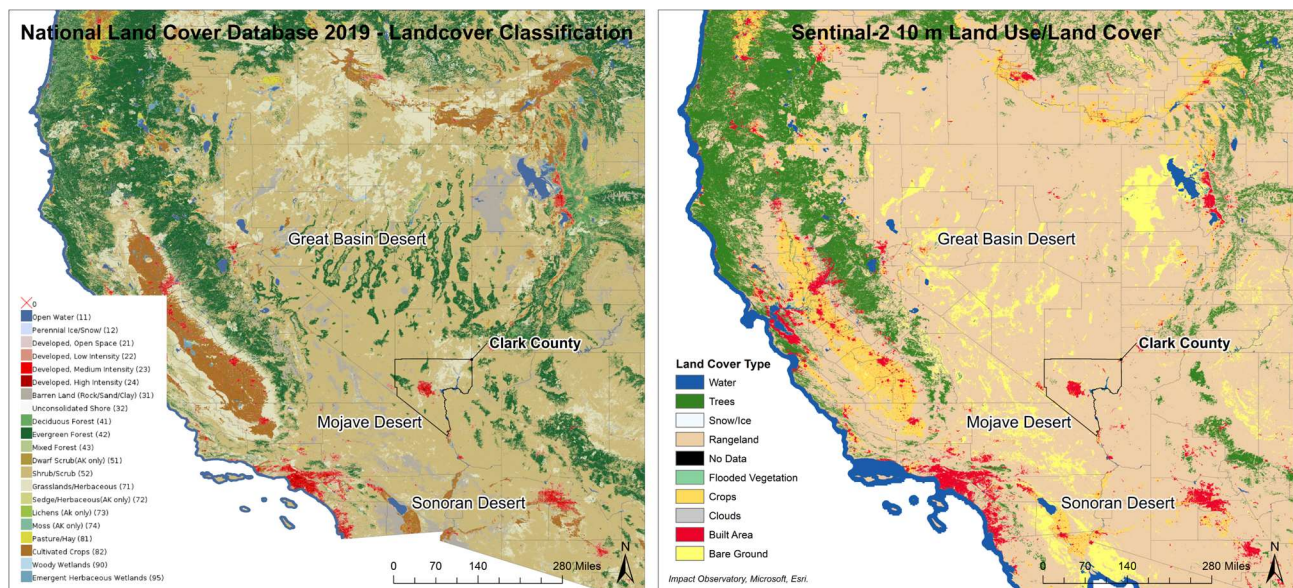 National Land Cover Database 2019 - Landcover Classification
Great Basin Desert
Clark County
Mojave Desert
Sonoran Desert
0
Open Water (11)
Perennial Ice/Snow/ (12)
Developed, Open Space (21)
Developed, Low Intensity (22)
Developed, Medium Intensity (23)
Developed, High Intensity (24)
Barren Land (Rock/Sand/Clay) (31)
Unconsolidated Shore (32)
Deciduous Forest (41)
Evergreen Forest (42)
Mixed Forest (43)
Dwarf Scrub(AK only) (51)
Shrub/Scrub (52)
Grasslands/Herbaceous (71)
Sedge/Herbaceous(AK only) (72)
Lichens (AK only) (73)
Moss (AK only) (74)
Pasture/Hay (81)
Cultivated Crops (82)
Woody Wetlands (90)
Emergent Herbaceous Wetlands (95)
N
0 70 140 280 Miles
Sentinel-2 10 m Land Use/Land Cover
Great Basin Desert
Clark County
Mojave Desert
Sonoran Desert
Land Cover Type
Water
Trees
Snow/Ice
Rangeland
No Data
Flooded Vegetation
Crops
Clouds
Built Area
Bare Ground
N
0 70 140 280 Miles
Impact Observatory, Microsoft, Esri.